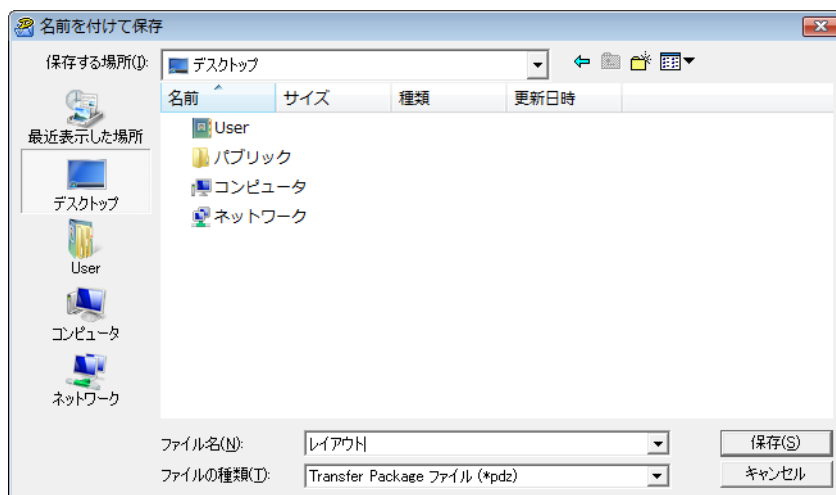 名前を付けて保存
保存する場所(I):
デスクトップ
名前 サイズ 種類 更新日時
User
パブリック
コンピュータ
ネットワーク
最近表示した場所
デスクトップ
User
コンピュータ
ネットワーク
ファイル名(N): レイアウト 保存(S)
ファイルの種類(T): Transfer Package ファイル (*pdz) キャンセル